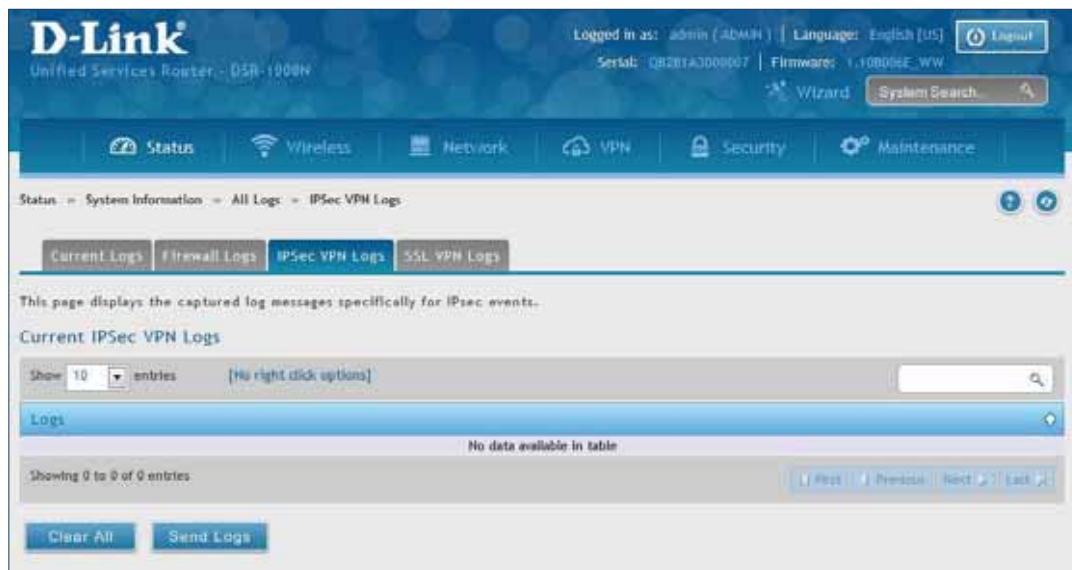 D-Link
Unified Services Router - DSR-1000N
Logged in as: admin ( ADMIN ) | Language: English [US]
Logout
Serial: QB2B1A3000007 | Firmware: 1.10B006E_WW
Wizard
System Search...
Status
Wireless
Network
VPN
Security
Maintenance
Status » System Information » All Logs » IPSec VPN Logs
Current Logs
Firewall Logs
IPSec VPN Logs
SSL VPN Logs
This page displays the captured log messages specifically for IPsec events.
Current IPSec VPN Logs
Show 10 entries
[No right click options]
Logs
No data available in table
Showing 0 to 0 of 0 entries
First
Previous
Next
Last
Clear All
Send Logs